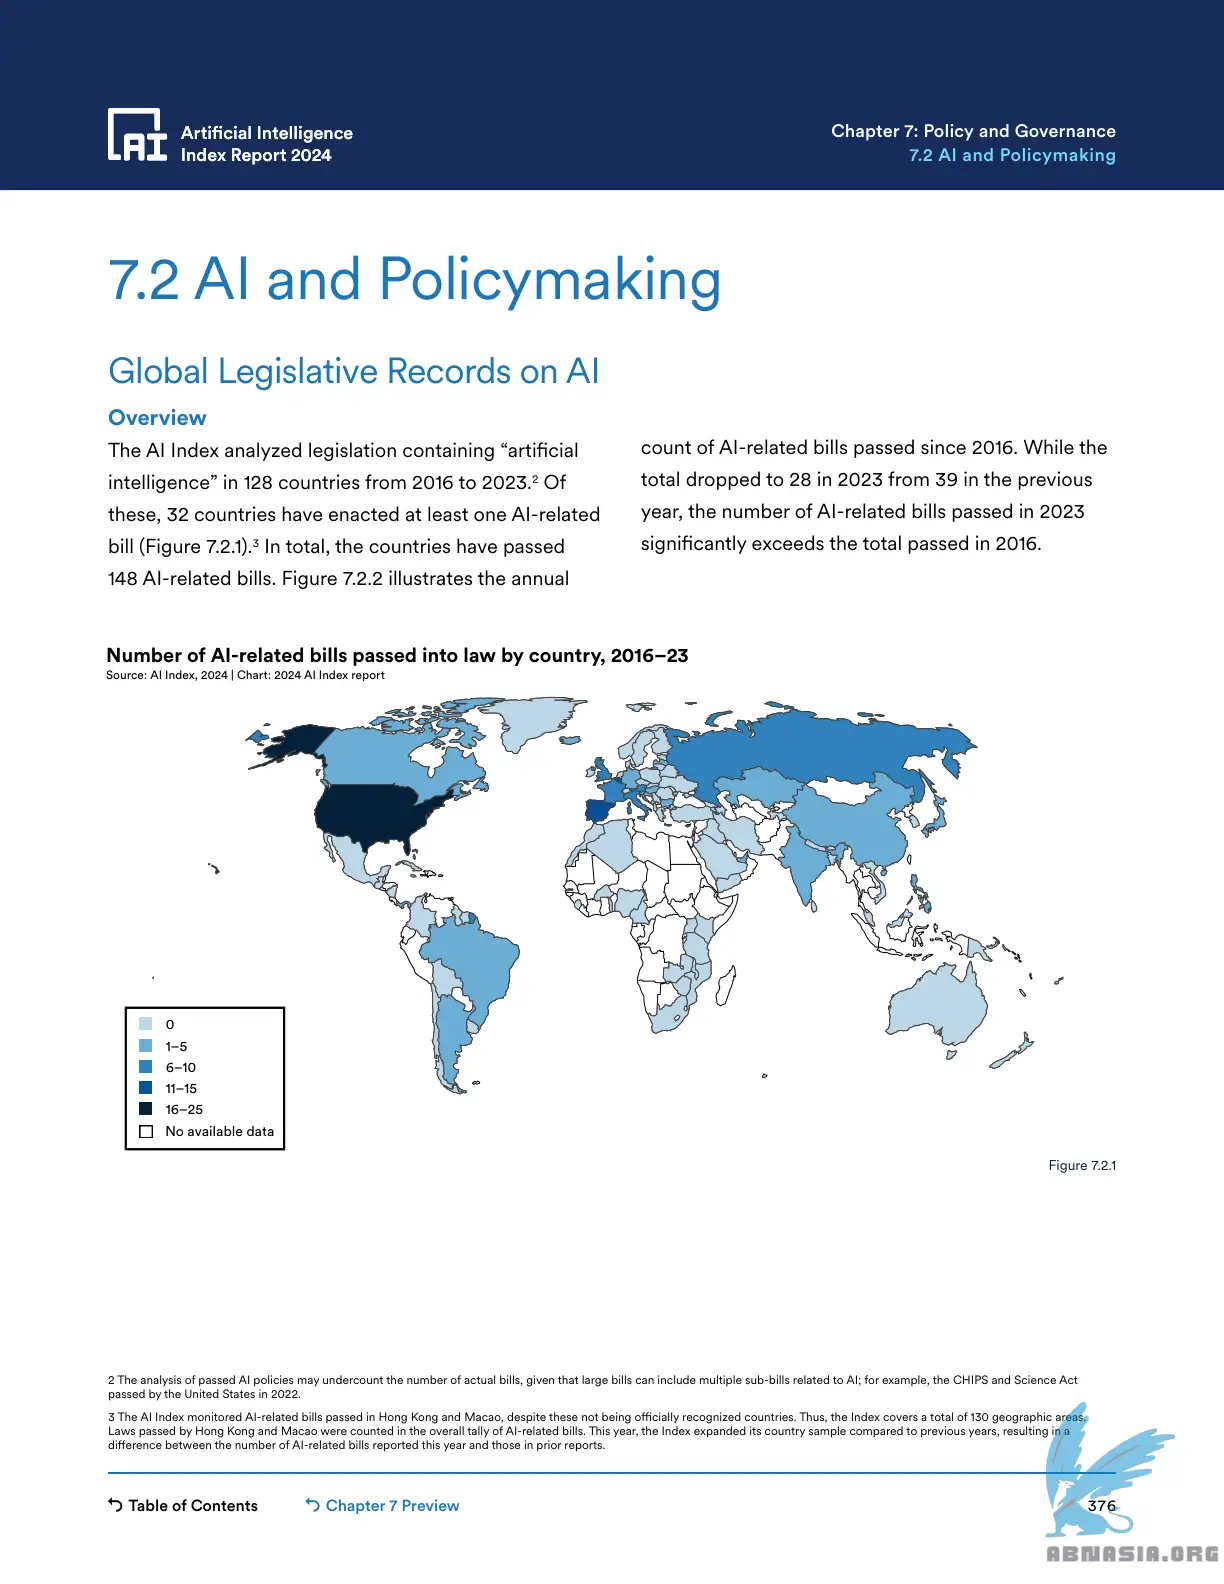 Artificial Intelligence
Index Report 2024
Chapter 7: Policy and Governance
7.2 AI and Policymaking
7.2 AI and Policymaking
Global Legislative Records on AI
Overview
The AI Index analyzed legislation containing “artificial
intelligence” in 128 countries from 2016 to 2023.² Of
these, 32 countries have enacted at least one AI-related
bill (Figure 7.2.1).³ In total, the countries have passed
148 AI-related bills. Figure 7.2.2 illustrates the annual
count of AI-related bills passed since 2016. While the
total dropped to 28 in 2023 from 39 in the previous
year, the number of AI-related bills passed in 2023
significantly exceeds the total passed in 2016.
Number of AI-related bills passed into law by country, 2016–23
Source: AI Index, 2024 | Chart: 2024 AI Index report
0
1–5
6–10
11–15
16–25
No available data
Figure 7.2.1
2 The analysis of passed AI policies may undercount the number of actual bills, given that large bills can include multiple sub-bills related to AI; for example, the CHIPS and Science Act
passed by the United States in 2022.
3 The AI Index monitored AI-related bills passed in Hong Kong and Macao, despite these not being officially recognized countries. Thus, the Index covers a total of 130 geographic areas.
Laws passed by Hong Kong and Macao were counted in the overall tally of AI-related bills. This year, the Index expanded its country sample compared to previous years, resulting in a
difference between the number of AI-related bills reported this year and those in prior reports.
Table of Contents
Chapter 7 Preview
376
ABNASIA.ORG